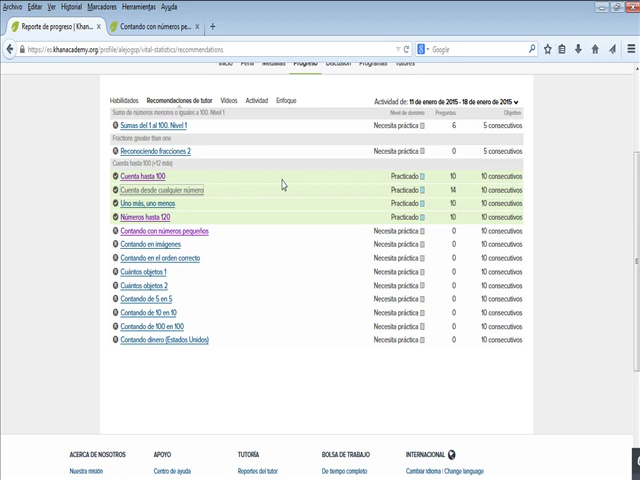 Archivo Editar Ver Historial Marcadores Herramientas Ayuda
Reporte de progreso | Khan... × Contando con números pe... × +
https://es.khanacademy.org/profile/alejogsp/vital-statistics/recommendations Google
Inicio Perfil Medallas Progreso Discusión Programas Tutores
Habilidades Recomendaciones de tutor Videos Actividad Enfoque Actividad de: 11 de enero de 2015 - 18 de enero de 2015
Suma de números menores o iguales a 100. Nivel 1 Nivel de dominio Preguntas Objetivo
Sumas del 1 al 100. Nivel 1 Necesita práctica 6 5 consecutivos
Fractions greater than one
Reconociendo fracciones 2 Necesita práctica 0 5 consecutivos
Cuenta hasta 100 (+12 más)
Cuenta hasta 100 Practicado 10 10 consecutivos
Cuenta desde cualquier número Practicado 14 10 consecutivos
Uno más, uno menos Practicado 10 10 consecutivos
Números hasta 120 Practicado 10 10 consecutivos
Contando con números pequeños Necesita práctica 0 10 consecutivos
Contando en imágenes Necesita práctica 0 10 consecutivos
Contando en el orden correcto Necesita práctica 0 10 consecutivos
Cuántos objetos 1 Necesita práctica 0 10 consecutivos
Cuántos objetos 2 Necesita práctica 0 10 consecutivos
Contando de 5 en 5 Necesita práctica 0 10 consecutivos
Contando de 10 en 10 Necesita práctica 0 10 consecutivos
Contando de 100 en 100 Necesita práctica 0 10 consecutivos
Contando dinero (Estados Unidos) Necesita práctica 0 10 consecutivos
ACERCA DE NOSOTROS APOYO TUTORÍA BOLSA DE TRABAJO INTERNACIONAL
Nuestra misión Centro de ayuda Reportes del tutor De tiempo completo Cambiar idioma | Change language